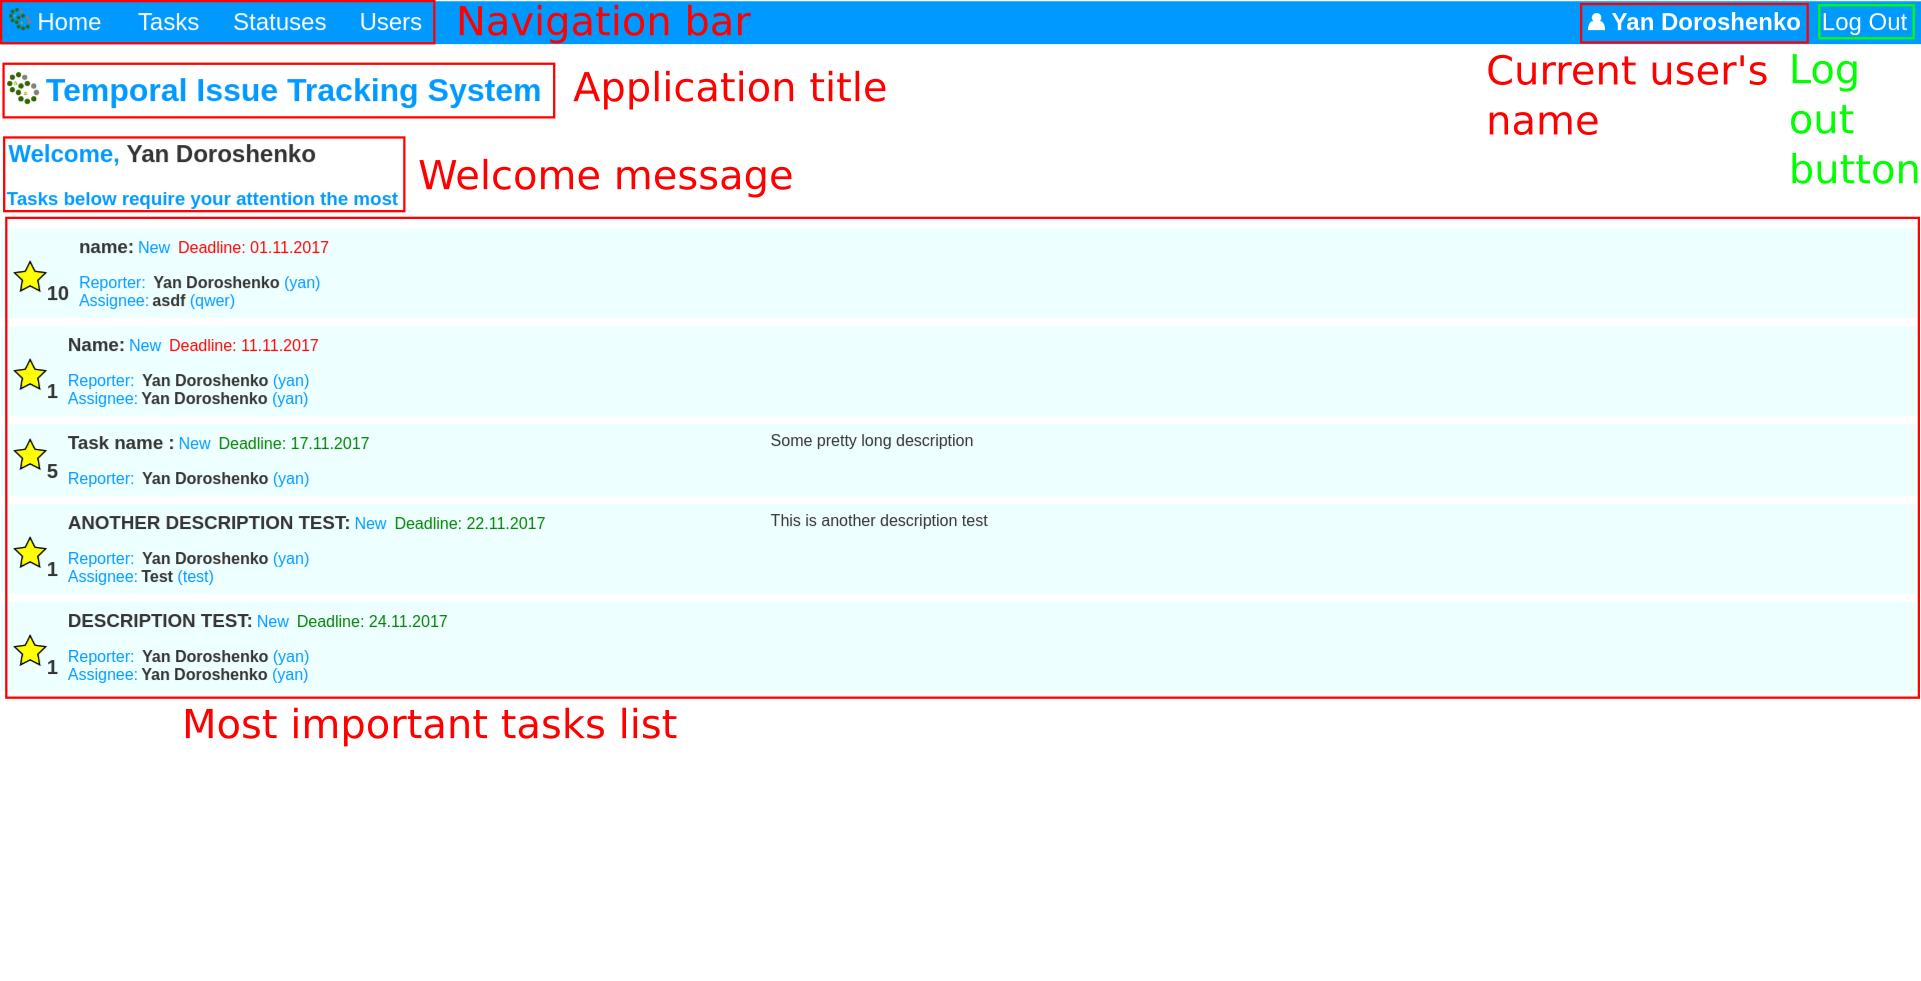 Home Tasks Statuses Users Navigation bar Yan Doroshenko Log Out
Temporal Issue Tracking System Application title
Current user's
name
Log
out
button
Welcome, Yan Doroshenko
Tasks below require your attention the most
Welcome message
name: New Deadline: 01.11.2017
10
Reporter: Yan Doroshenko (yan)
Assignee: asdf (qwer)
Name: New Deadline: 11.11.2017
1
Reporter: Yan Doroshenko (yan)
Assignee: Yan Doroshenko (yan)
Task name : New Deadline: 17.11.2017 Some pretty long description
5
Reporter: Yan Doroshenko (yan)
ANOTHER DESCRIPTION TEST: New Deadline: 22.11.2017 This is another description test
1
Reporter: Yan Doroshenko (yan)
Assignee: Test (test)
DESCRIPTION TEST: New Deadline: 24.11.2017
1
Reporter: Yan Doroshenko (yan)
Assignee: Yan Doroshenko (yan)
Most important tasks list